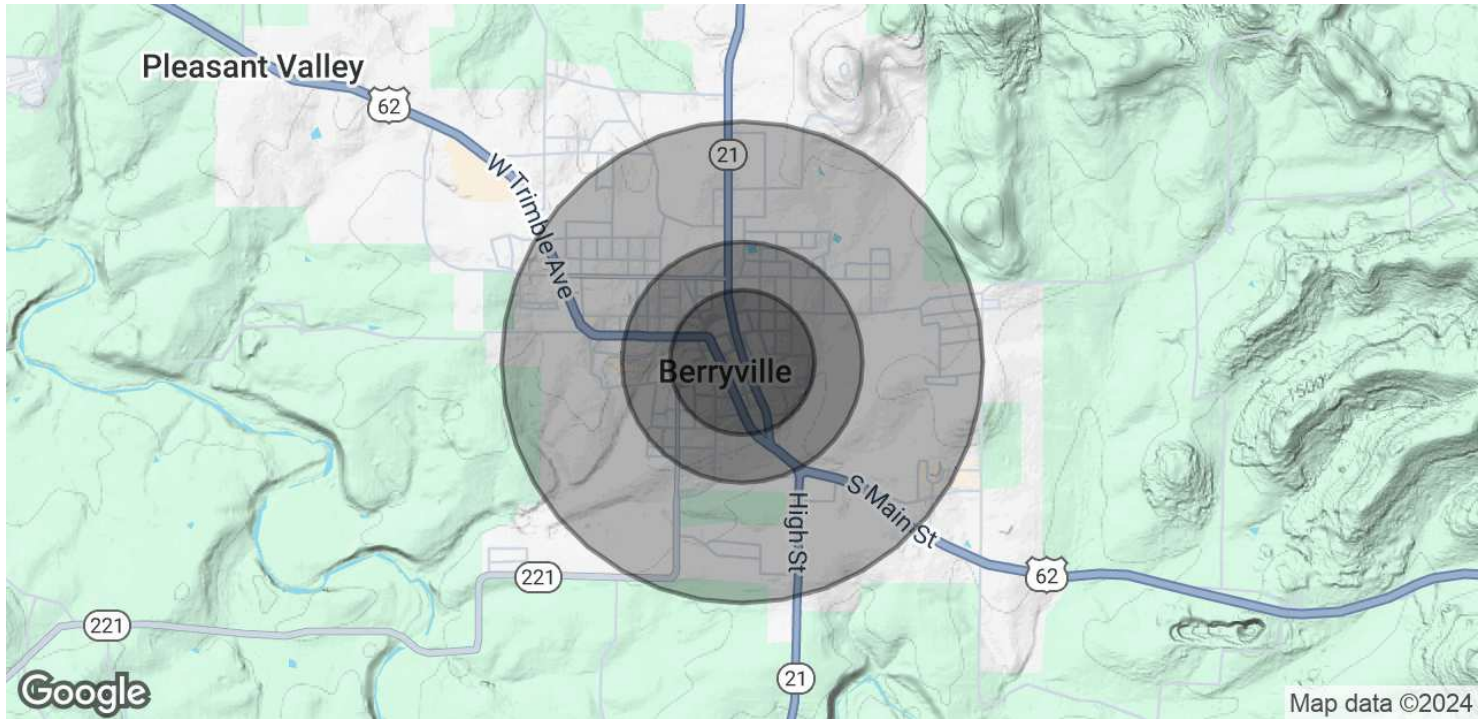 Pleasant Valley
62
21
W Trimble Ave
Berryville
1500
S Main St
High St
221
62
221
21
Google
Map data ©2024